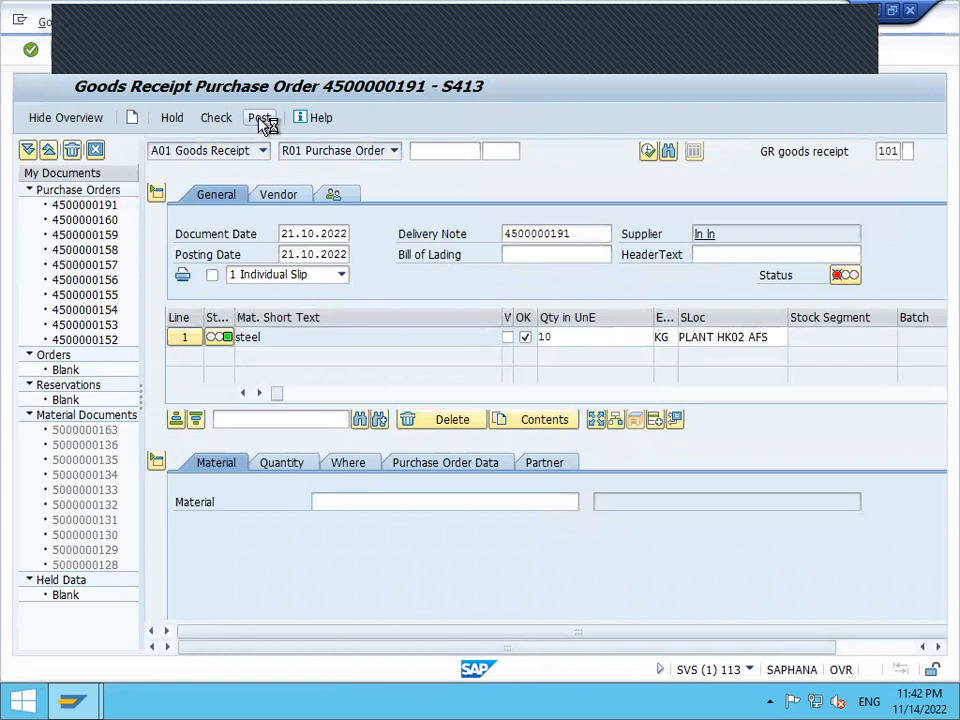 Go
Goods Receipt Purchase Order 4500000191 - S413
Hide Overview Hold Check Post Help
A01 Goods Receipt R01 Purchase Order GR goods receipt 101
My Documents
Purchase Orders
4500000191
4500000160
4500000159
4500000158
4500000157
4500000156
4500000155
4500000154
4500000153
4500000152
Orders
Blank
Reservations
Blank
Material Documents
5000000163
5000000136
5000000135
5000000134
5000000133
5000000132
5000000131
5000000130
5000000129
5000000128
Held Data
Blank
General Vendor
Document Date 21.10.2022 Delivery Note 4500000191 Supplier ln ln
Posting Date 21.10.2022 Bill of Lading HeaderText
1 Individual Slip Status
Line St... Mat. Short Text V OK Qty in UnE E... SLoc Stock Segment Batch
1 steel 10 KG PLANT HK02 AFS
Delete Contents
Material Quantity Where Purchase Order Data Partner
Material
SAP SVS (1) 113 SAPHANA OVR
ENG 11:42 PM
11/14/2022